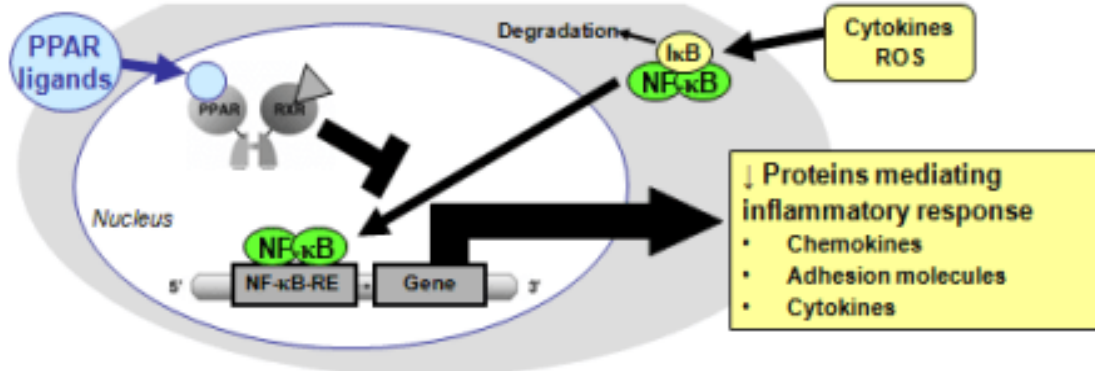 PPAR
ligands
Degradation
IκB
NF-κB
Cytokines
ROS
PPAR
RXR
↓ Proteins mediating
inflammatory response
• Chemokines
• Adhesion molecules
• Cytokines
Nucleus
NF-κB
5'
NF-κB-RE
Gene
3'